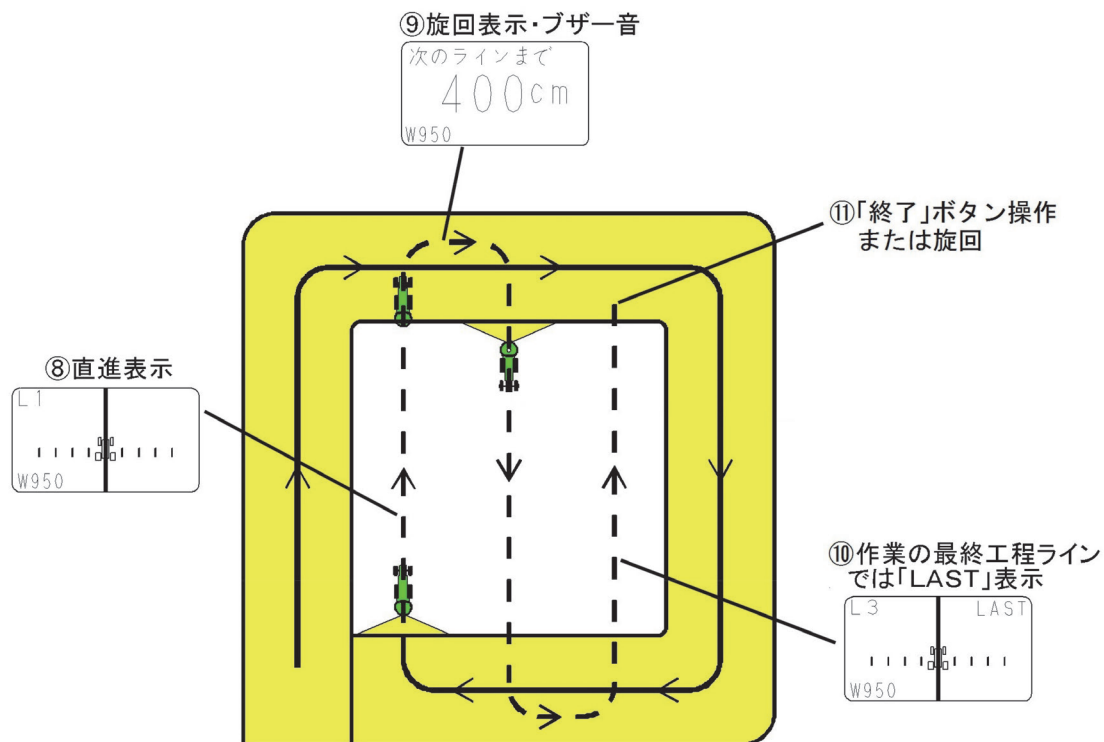 ⑨旋回表示・ブザー音
次のラインまで
400cm
W950
⑪「終了」ボタン操作
または旋回
⑧直進表示
L1
W950
⑩作業の最終工程ライン
では「LAST」表示
L3 LAST
W950